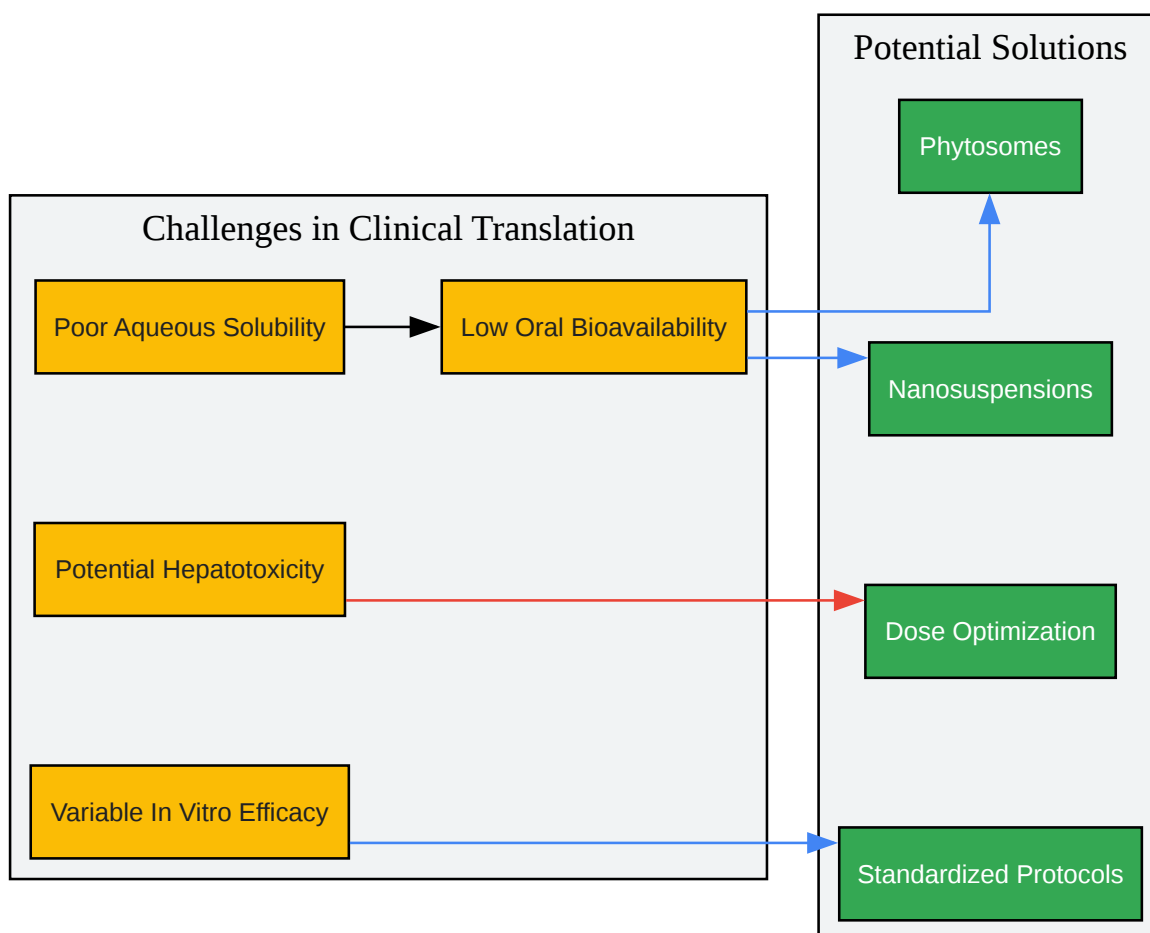 Potential Solutions
Phytosomes
Challenges in Clinical Translation
Poor Aqueous Solubility
Low Oral Bioavailability
Nanosuspensions
Potential Hepatotoxicity
Dose Optimization
Variable In Vitro Efficacy
Standardized Protocols